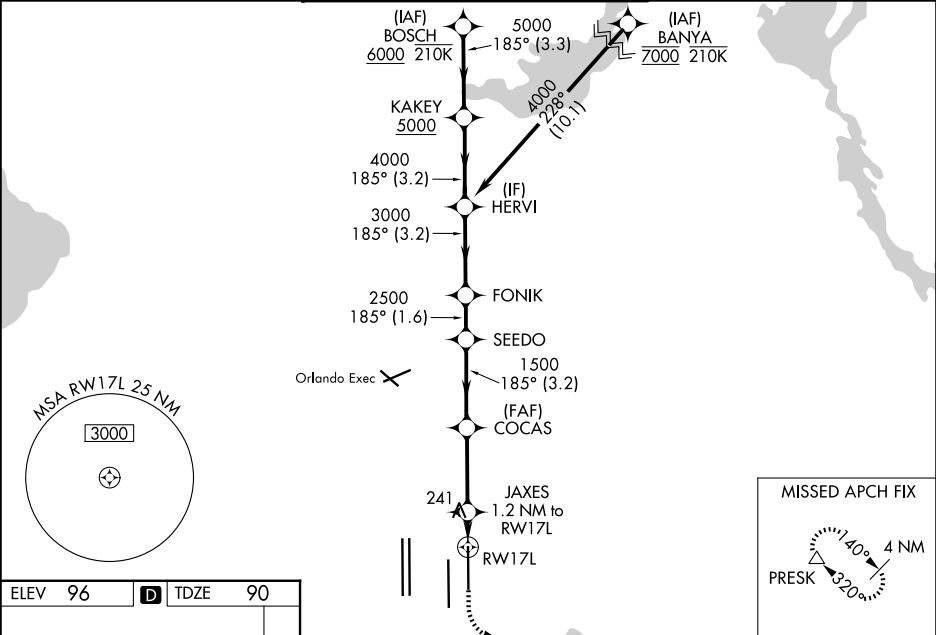 (IAF)
BOSCH
6000 210K
5000
185° (3.3)
(IAF)
BANYA
7000 210K
4000
228°
(10.1)
KAKEY
5000
4000
185° (3.2)
(IF)
HERVI
3000
185° (3.2)
FONIK
2500
185° (1.6)
SEEDO
Orlando Exec
1500
185° (3.2)
(FAF)
COCAS
MSA RW17L 25 NM
3000
241
JAXES
1.2 NM to
RW17L
RW17L
MISSED APCH FIX
140°
4 NM
PRESK
320°
ELEV 96 D TDZE 90